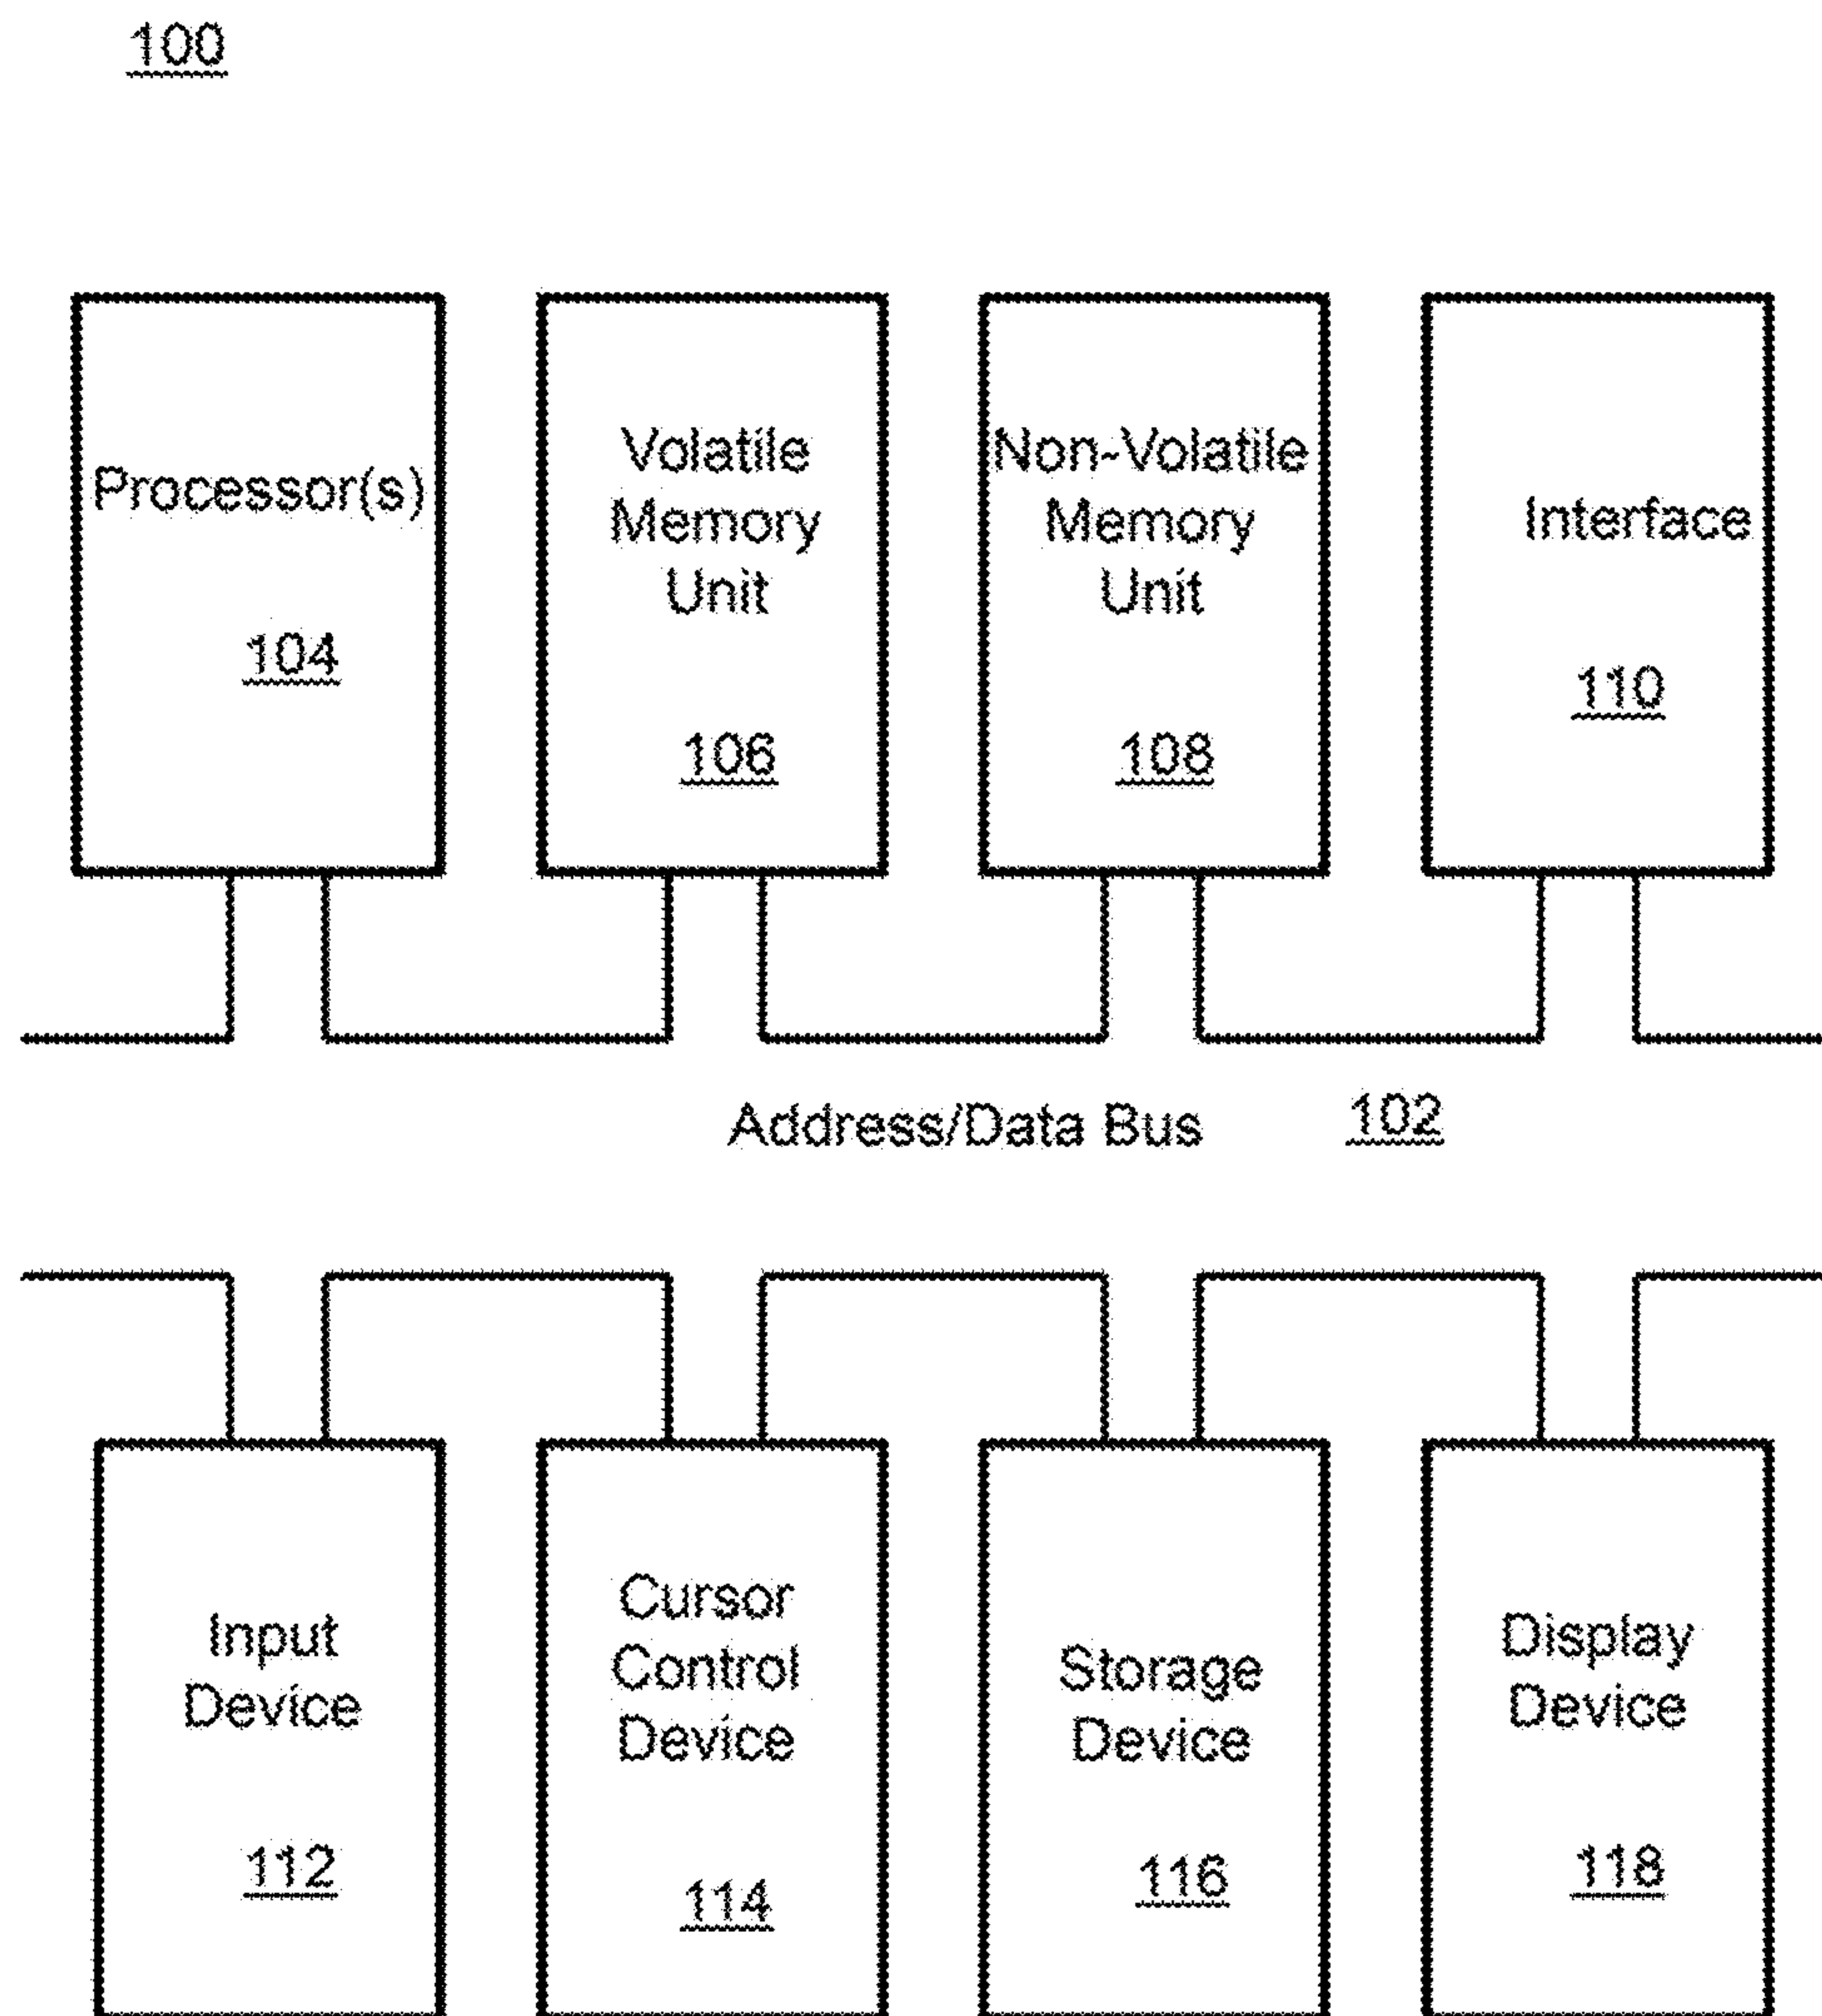 100
Processor(s)
104
Volatile
Memory
Unit
106
Non-Volatile
Memory
Unit
108
Interface
110
Address/Data Bus 102
Input
Device
112
Cursor
Control
Device
114
Storage
Device
116
Display
Device
118